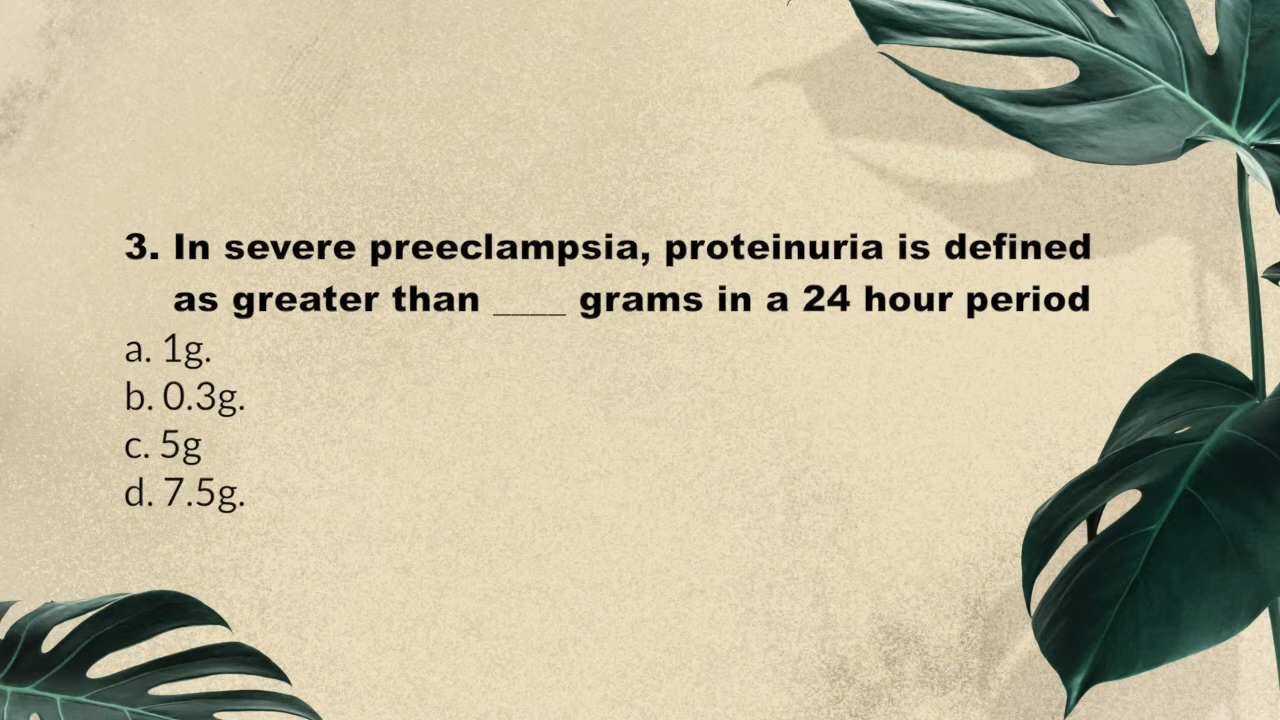 3. In severe preeclampsia, proteinuria is defined
as greater than ____ grams in a 24 hour period
a. 1g.
b. 0.3g.
c. 5g
d. 7.5g.